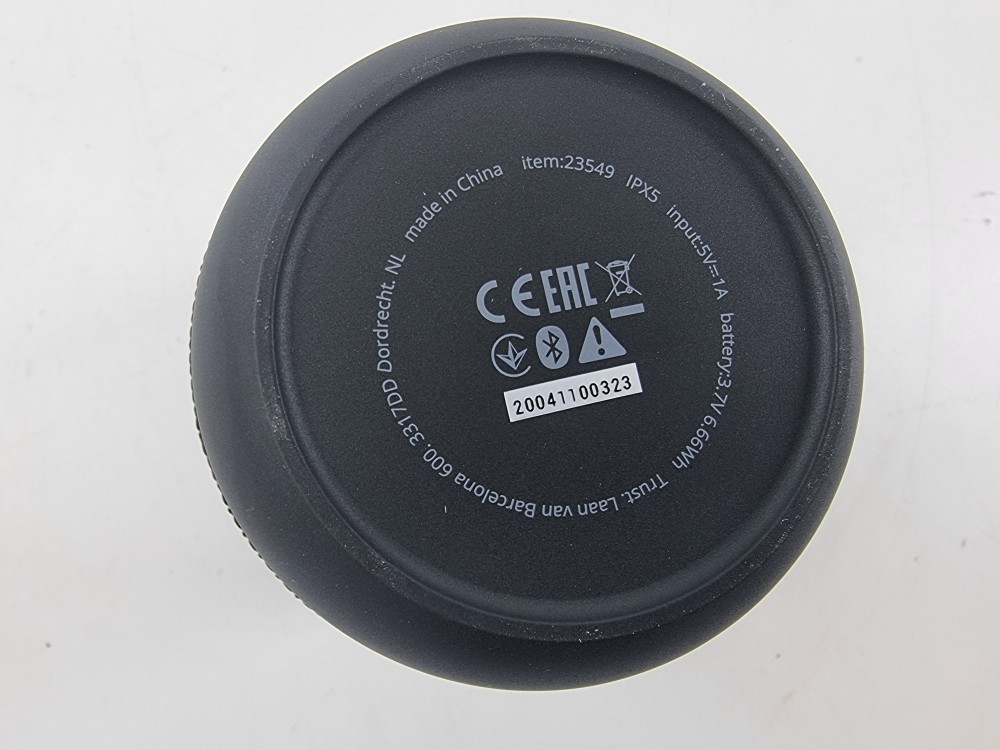 made in China item:23549 IPX5 input:5V⎓1A battery:3.7V 6.66Wh Trust. Laan van Barcelona 600. 3317DD Dordrecht. NL
CE EAC
20041100323